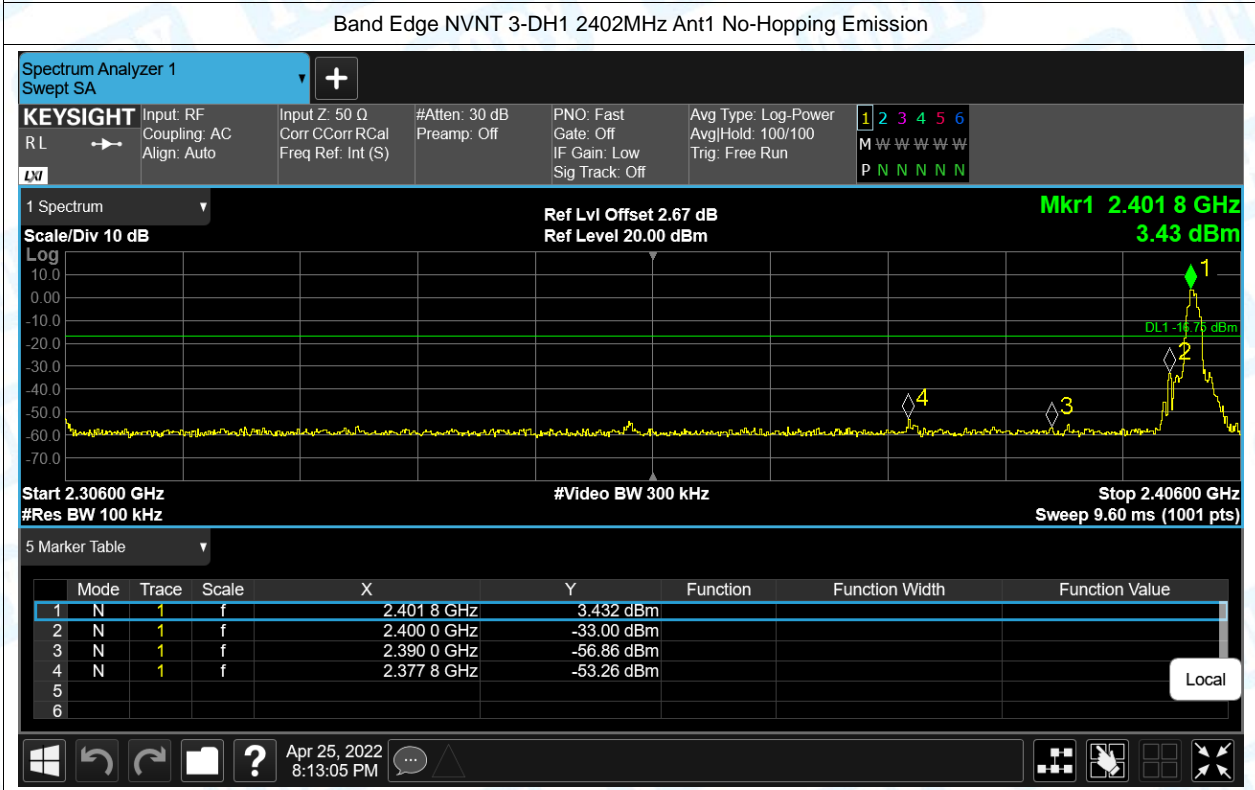 Band Edge NVNT 3-DH1 2402MHz Ant1 No-Hopping Emission
Spectrum Analyzer 1
Swept SA
+
KEYSIGHT
RL
LXI
Input: RF
Coupling: AC
Align: Auto
Input Z: 50 Ω
Corr CCorr RCal
Freq Ref: Int (S)
#Atten: 30 dB
Preamp: Off
PNO: Fast
Gate: Off
IF Gain: Low
Sig Track: Off
Avg Type: Log-Power
Avg|Hold: 100/100
Trig: Free Run
1 2 3 4 5 6
M W W W W W
P N N N N N
1 Spectrum
Scale/Div 10 dB
Ref Lvl Offset 2.67 dB
Ref Level 20.00 dBm
Mkr1 2.401 8 GHz
3.43 dBm
Log
10.0
0.00
-10.0
-20.0
-30.0
-40.0
-50.0
-60.0
-70.0
1
DL1 -16.75 dBm
2
4
3
Start 2.30600 GHz
#Res BW 100 kHz
#Video BW 300 kHz
Stop 2.40600 GHz
Sweep 9.60 ms (1001 pts)
5 Marker Table
Mode Trace Scale X Y Function Function Width Function Value
1 N 1 f 2.401 8 GHz 3.432 dBm
2 N 1 f 2.400 0 GHz -33.00 dBm
3 N 1 f 2.390 0 GHz -56.86 dBm
4 N 1 f 2.377 8 GHz -53.26 dBm
5
6
Local
?
Apr 25, 2022
8:13:05 PM